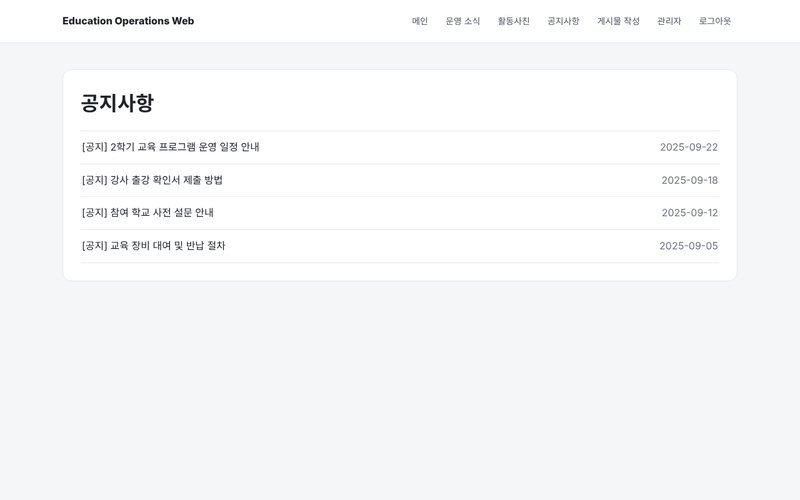 Education Operations Web
메인 운영 소식 활동사진 공지사항 게시물 작성 관리자 로그아웃
공지사항
[공지] 2학기 교육 프로그램 운영 일정 안내 2025-09-22
[공지] 강사 출강 확인서 제출 방법 2025-09-18
[공지] 참여 학교 사전 설문 안내 2025-09-12
[공지] 교육 장비 대여 및 반납 절차 2025-09-05